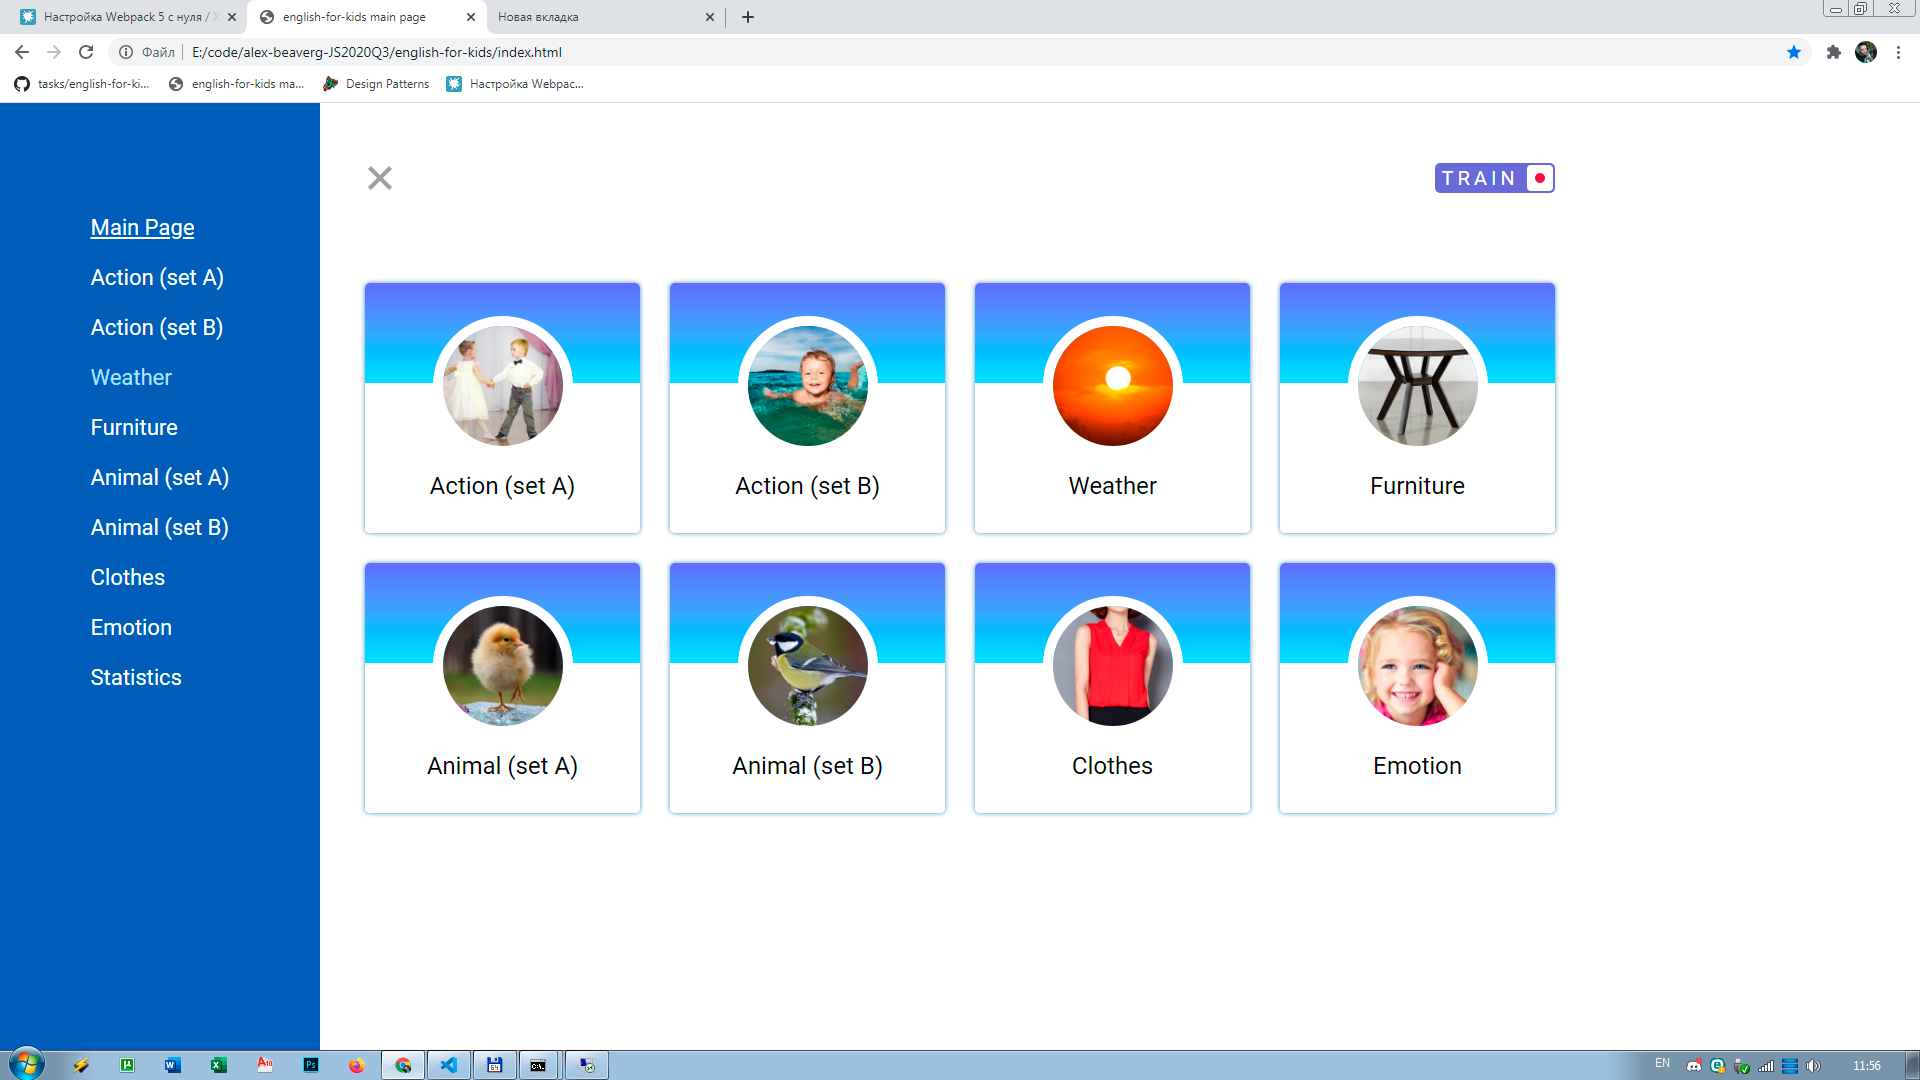 Настройка Webpack 5 с нуля / Х
english-for-kids main page
Новая вкладка
Файл
E:/code/alex-beaverg-JS2020Q3/english-for-kids/index.html
tasks/english-for-ki...
english-for-kids ma...
Design Patterns
Настройка Webpac...
TRAIN
Main Page
Action (set A)
Action (set B)
Weather
Furniture
Animal (set A)
Animal (set B)
Clothes
Emotion
Statistics
Action (set A)
Action (set B)
Weather
Furniture
Animal (set A)
Animal (set B)
Clothes
Emotion
EN
11:56